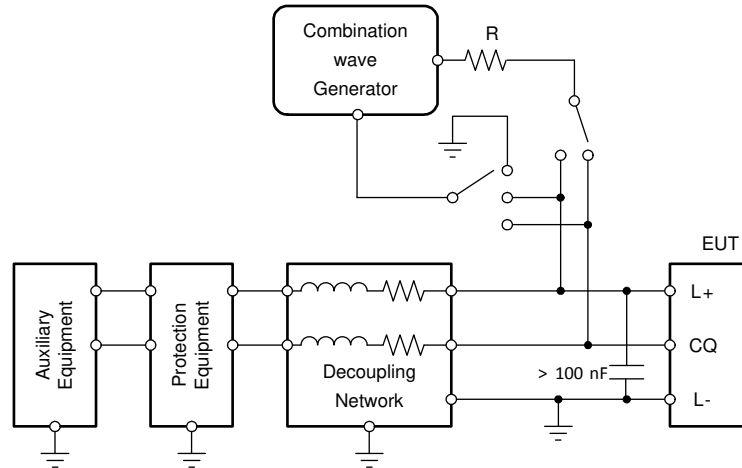 Combination
wave
Generator
R
EUT
Auxiliary
Equipment
Protection
Equipment
Decoupling
Network
L+
CQ
> 100 nF
L-